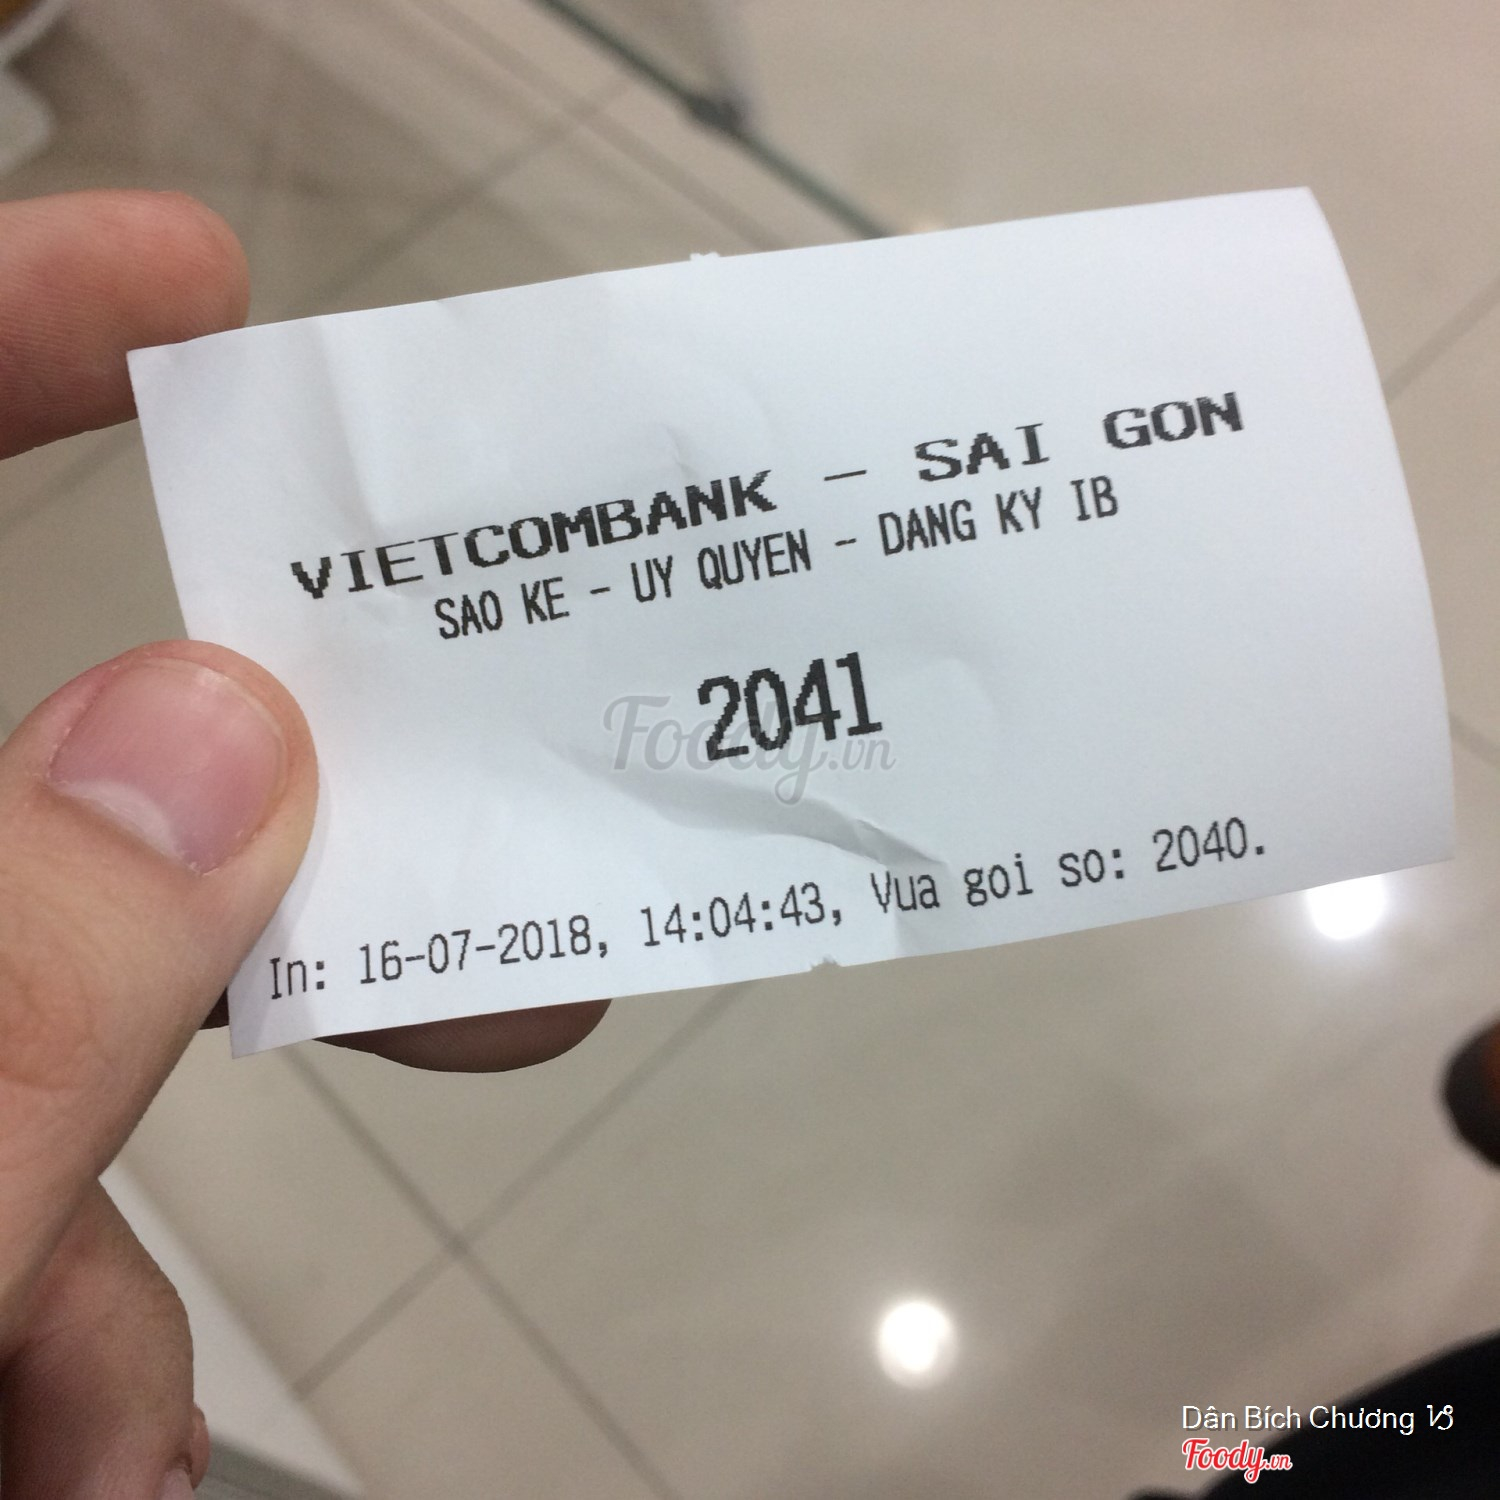 VIETCOMBANK - SAI GON
SAO KE - UY QUYEN - DANG KY IB
2041
Foody.vn
In: 16-07-2018, 14:04:43, Vua goi so: 2040.
Dân Bích Chương ♑
Foody.vn